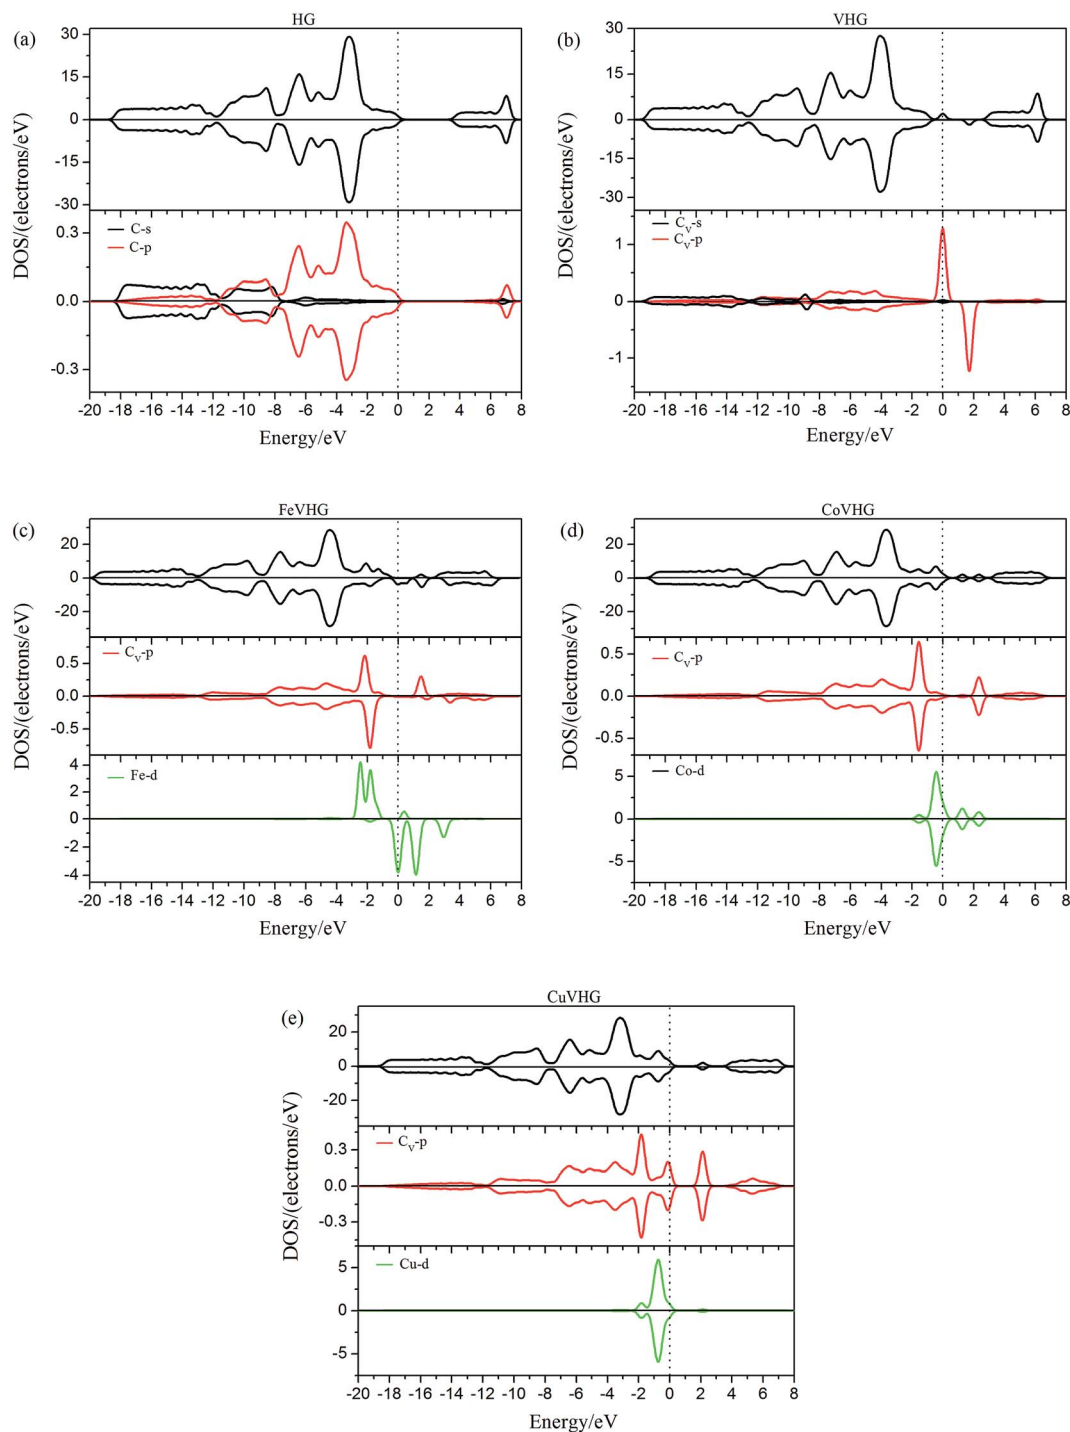 HG
(a)
30
15
0
-15
-30
C-s
C-p
0.3
0.0
-0.3
DOS/(electrons/eV)
-20 -18 -16 -14 -12 -10 -8 -6 -4 -2 0 2 4 6 8
Energy/eV
VHG
(b)
30
15
0
-15
-30
Cv-s
Cv-p
1
0
-1
DOS/(electrons/eV)
-20 -18 -16 -14 -12 -10 -8 -6 -4 -2 0 2 4 6 8
Energy/eV
FeVHG
(c)
20
0
-20
Cv-p
0.5
0.0
-0.5
Fe-d
4
2
0
-2
-4
DOS/(electrons/eV)
-20 -18 -16 -14 -12 -10 -8 -6 -4 -2 0 2 4 6 8
Energy/eV
CoVHG
(d)
20
0
-20
Cv-p
0.5
0.0
-0.5
Co-d
5
0
-5
DOS/(electrons/eV)
-20 -18 -16 -14 -12 -10 -8 -6 -4 -2 0 2 4 6 8
Energy/eV
CuVHG
(e)
20
0
-20
Cv-p
0.3
0.0
-0.3
Cu-d
5
0
-5
DOS/(electrons/eV)
-20 -18 -16 -14 -12 -10 -8 -6 -4 -2 0 2 4 6 8
Energy/eV